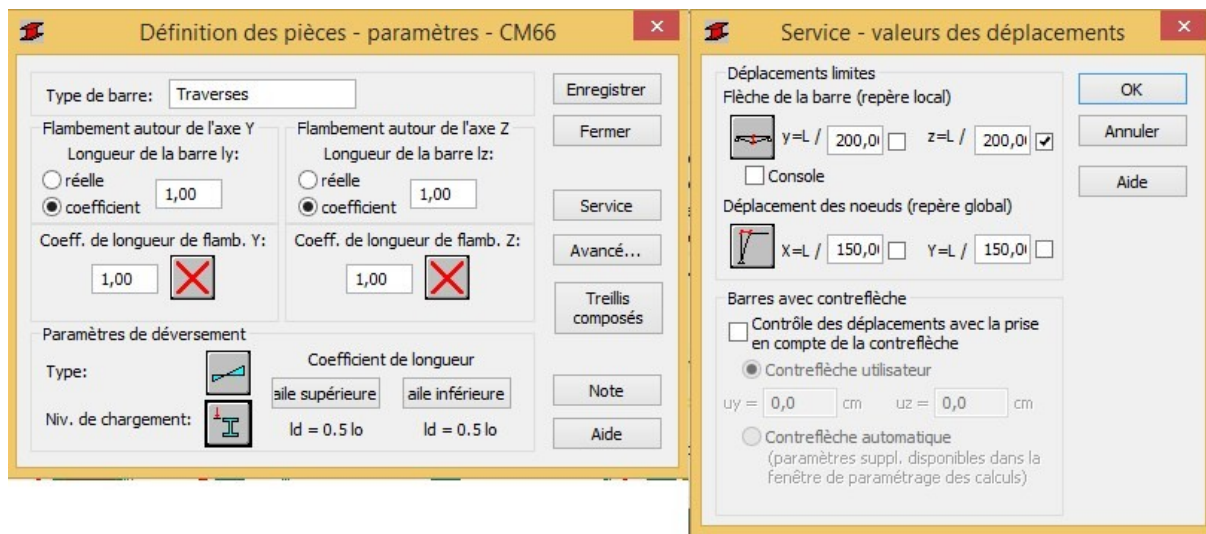 Définition des pièces - paramètres - CM66
Type de barre: Traverses
Enregistrer
Flambement autour de l'axe Y
Flambement autour de l'axe Z
Fermer
Longueur de la barre ly:
Longueur de la barre lz:
réelle
réelle
coefficient 1,00
coefficient 1,00
Service
Coeff. de longueur de flamb. Y:
Coeff. de longueur de flamb. Z:
Avancé...
1,00
1,00
Treillis
composés
Paramètres de déversement
Type:
Coefficient de longueur
aile supérieure
aile inférieure
Note
Niv. de chargement:
ld = 0.5 lo
ld = 0.5 lo
Aide
Service - valeurs des déplacements
Déplacements limites
OK
Flèche de la barre (repère local)
y=L / 200,0 z=L / 200,0
Annuler
Console
Aide
Déplacement des noeuds (repère global)
X=L / 150,0 Y=L / 150,0
Barres avec contreflèche
Contrôle des déplacements avec la prise
en compte de la contreflèche
Contreflèche utilisateur
uy = 0,0 cm uz = 0,0 cm
Contreflèche automatique
(paramètres suppl. disponibles dans la
fenêtre de paramétrage des calculs)